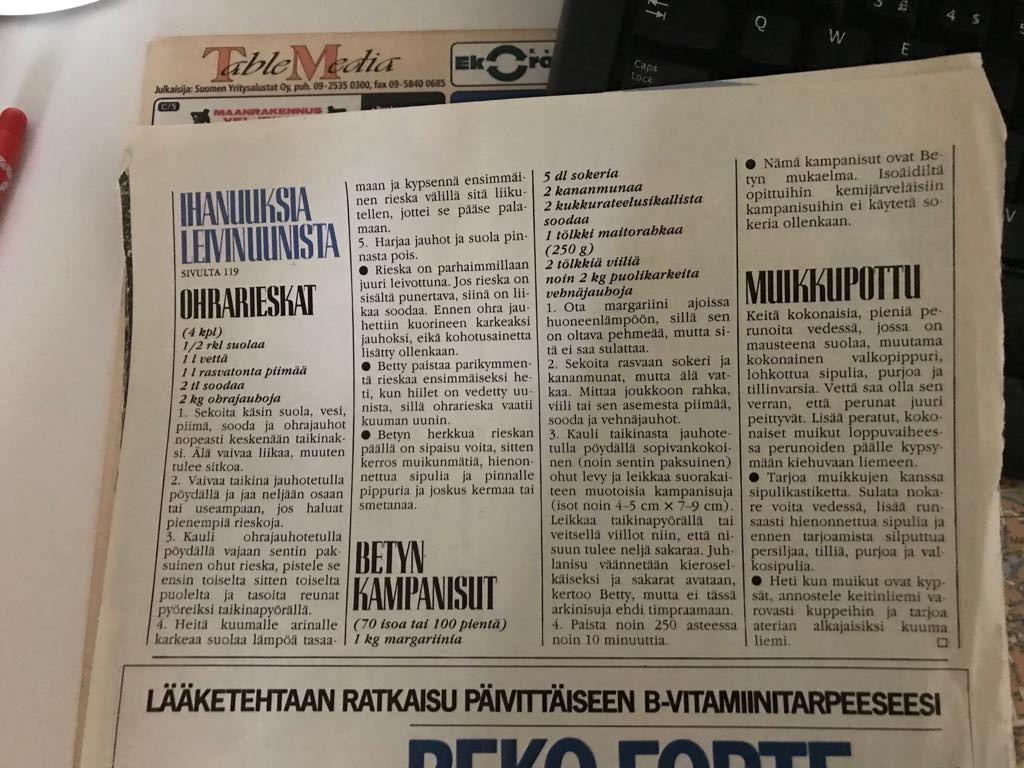 TableMedia
Julkaisija: Suomen Yritysalustat Oy, puh. 09-2535 0300, fax 09-5840 0685
C/5
MAANRAKENNUS
Caps
Lock
Q
W
E
3 £
4 $
IHANUUKSIA
LEIVINUUNISTA
SIVULTA 119
OHRARIESKAT
(4 kpl)
1/2 rkl suolaa
1 l vettä
1 l rasvatonta piimää
2 tl soodaa
2 kg ohrajauhoja
1. Sekoita käsin suola, vesi,
piimä, sooda ja ohrajauhot
nopeasti keskenään taikinak-
si. Älä vaivaa liikaa, muuten
tulee sitkoa.
2. Vaivaa taikina jauhotetulla
pöydällä ja jaa neljään osaan
tai useampaan, jos haluat
pienempiä rieskoja.
3. Kauli ohrajauhotetulla
pöydällä vajaan sentin pak-
suinen ohut rieska, pistele se
ensin toiselta sitten toiselta
puolelta ja tasoita reunat
pyöreiksi taikinapyörällä.
4. Heitä kuumalle arinalle
karkeaa suolaa lämpöä tasaa-
maan ja kypsennä ensimmäi-
nen rieska välillä sitä liiku-
tellen, jottei se pääse pala-
maan.
5. Harjaa jauhot ja suola pin-
nasta pois.
● Rieska on parhaimmillaan
juuri leivottuna. Jos rieska on
sisältä punertava, siinä on lii-
kaa soodaa. Ennen ohra jau-
hettiin kuorineen karkeaksi
jauhoksi, eikä kohotusainetta
lisätty ollenkaan.
● Betty paistaa parikymmen-
tä rieskaa ensimmäiseksi he-
ti, kun hiilet on vedetty uu-
nista, sillä ohrarieska vaatii
kuuman uunin.
● Betyn herkkua rieskan
päällä on sipaisu voita, sitten
kerros muikunmätiä, hienon-
nettua sipulia ja pinnalle
pippuria ja joskus kermaa tai
smetanaa.
BETYN
KAMPANISUT
(70 isoa tai 100 pientä)
1 kg margariinia
5 dl sokeria
2 kananmunaa
2 kukkurateelusikallista
soodaa
1 tölkki maitorahkaa
(250 g)
2 tölkkiä viiliä
noin 2 kg puolikarkeita
vehnäjauhoja
1. Ota margariini ajoissa
huoneenlämpöön, sillä sen
on oltava pehmeää, mutta si-
tä ei saa sulattaa.
2. Sekoita rasvaan sokeri ja
kananmunat, mutta älä vat-
kaa. Mittaa joukkoon rahka,
viili tai sen asemesta piimää,
sooda ja vehnäjauhot.
3. Kauli taikinasta jauhote-
tulla pöydällä sopivankokoi-
nen (noin sentin paksuinen)
ohut levy ja leikkaa suorakai-
teen muotoisia kampanisuja
(isot noin 4–5 cm × 7–9 cm).
Leikkaa taikinapyörällä tai
veitsellä viillot niin, että ni-
suun tulee neljä sakaraa. Juh-
lanisu väännetään kierosel-
käiseksi ja sakarat avataan,
kertoo Betty, mutta ei tässä
arkinisuja ehdi timpraamaan.
4. Paista noin 250 asteessa
noin 10 minuuttia.
● Nämä kampanisut ovat Be-
tyn mukaelma. Isoäidiltä
opittuihin kemijärveläisiin
kampanisuihin ei käytetä so-
keria ollenkaan.
MUIKKUPOTTU
Keitä kokonaisia, pieniä pe-
runoita vedessä, jossa on
mausteena suolaa, muutama
kokonainen valkopippuri,
lohkottua sipulia, purjoa ja
tillinvarsia. Vettä saa olla sen
verran, että perunat juuri
peittyvät. Lisää peratut, koko-
naiset muikut loppuvaihees-
sa perunoiden päälle kypsy-
mään kiehuvaan liemeen.
● Tarjoa muikkujen kanssa
sipulikastiketta. Sulata noka-
re voita vedessä, lisää run-
saasti hienonnettua sipulia ja
ennen tarjoamista silputtua
persiljaa, tilliä, purjoa ja val-
kosipulia.
● Heti kun muikut ovat kyp-
sät, annostele keitinliemi va-
rovasti kuppeihin ja tarjoa
aterian alkajaisiksi kuuma
liemi.
LÄÄKETEHTAAN RATKAISU PÄIVITTÄISEEN B-VITAMIINITARPEESEESI
BEKO FORTE